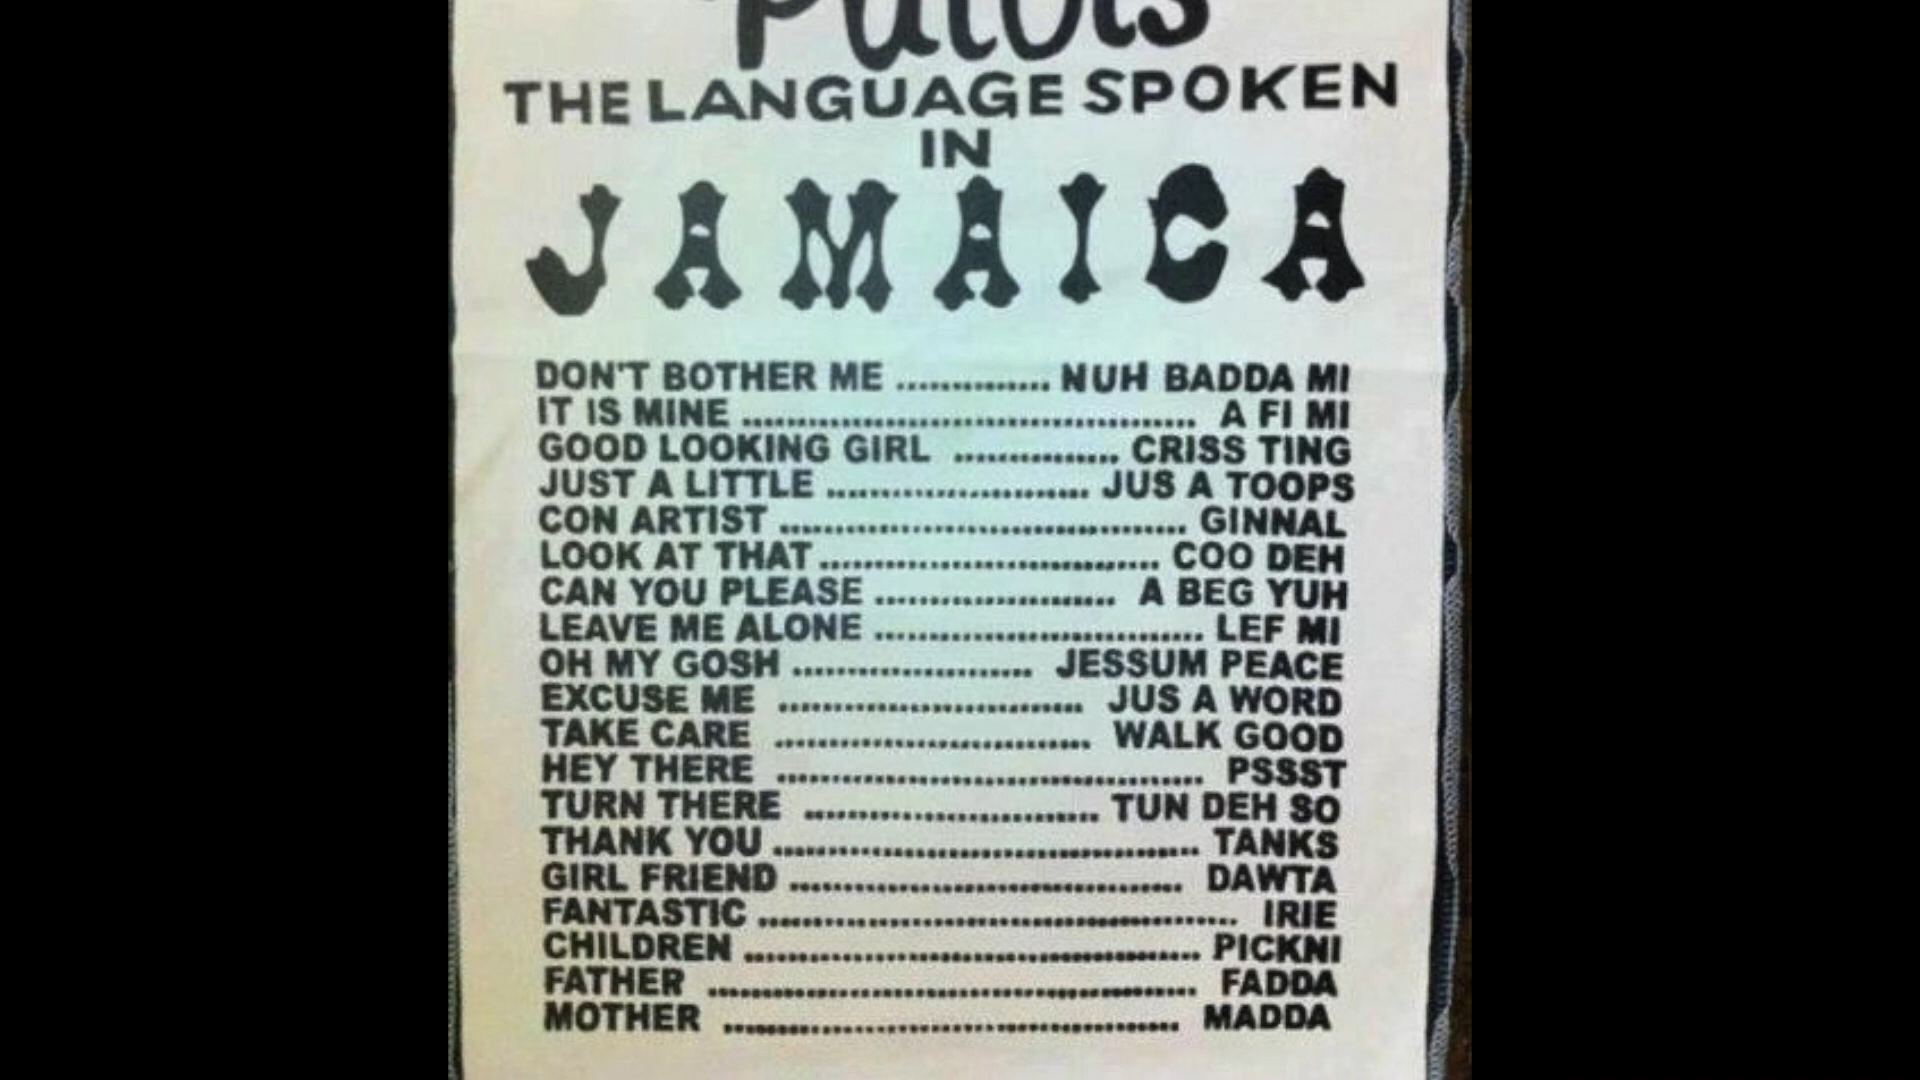 Patois
THE LANGUAGE SPOKEN
IN
JAMAICA
DON'T BOTHER ME .............. NUH BADDA MI
IT IS MINE ........................................ A FI MI
GOOD LOOKING GIRL ............... CRISS TING
JUST A LITTLE ........................ JUS A TOOPS
CON ARTIST ..................................... GINNAL
LOOK AT THAT ............................... COO DEH
CAN YOU PLEASE ...................... A BEG YUH
LEAVE ME ALONE .............................. LEF MI
OH MY GOSH ...................... JESSUM PEACE
EXCUSE ME ............................ JUS A WORD
TAKE CARE ............................. WALK GOOD
HEY THERE ....................................... PSSST
TURN THERE ........................... TUN DEH SO
THANK YOU ....................................... TANKS
GIRL FRIEND .................................... DAWTA
FANTASTIC ............................................ IRIE
CHILDREN .......................................... PICKNI
FATHER ............................................. FADDA
MOTHER .......................................... MADDA